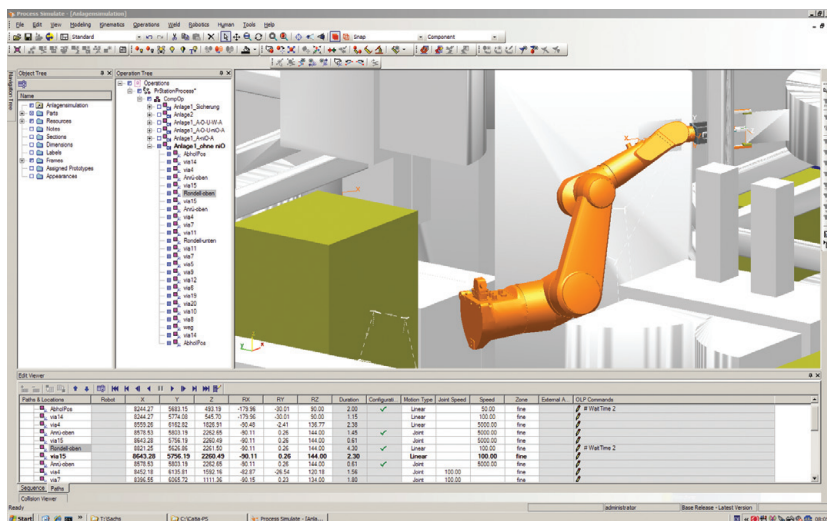 Process Simulate - [Anlagensimulation]
File Edit View Modeling Kinematics Operations Weld Robotics Human Tools Help
Standard
Snap
Component
Navigation Tree
Object Tree
Name
Anlagensimulation
Parts
Resources
Notes
Sections
Dimensions
Labels
Frames
Assigned Prototypes
Appearances
Operation Tree
Operations
PrStationProcess*
CompOp
Anlage1_Sicherung
Anlage2
Anlage1_A-O-U-W-A
Anlage1_A-O-U-mO-A
Anlage1_ohne niO
AbholPos
via14
via4
Anrü-oben
via15
Rondell-oben
via15
Anrü-oben
via4
via7
via11
Rondell-unten
via11
via7
via5
via9
via12
via6
via19
via20
via10
via8
weg
via14
AbholPos
Edit Viewer
Paths & Locations Robot X Y Z RX RY RZ Duration Configurati... Motion Type Joint Speed Speed Zone External A... OLP Commands
AbholPos 8244.27 5683.15 493.19 -179.96 -30.01 90.00 2.00 Linear 50.00 fine # WaitTime 2
via14 8244.27 5774.08 545.70 -179.96 -30.01 90.00 1.15 Linear 100.00 fine
via4 8559.26 6162.82 1826.91 -90.48 -2.41 136.77 2.38 Linear 5000.00 fine
Anrü-oben 8578.53 5803.19 2262.65 -90.11 0.26 144.00 1.45 Joint 5000.00 fine
via15 8643.28 5756.19 2260.49 -90.11 0.26 144.00 0.61 Joint 5000.00 fine
Rondell-oben 8821.25 5626.86 2261.50 -90.11 0.26 144.00 4.30 Linear 100.00 fine # WaitTime 2
via15 8643.28 5756.19 2260.49 -90.11 0.26 144.00 2.30 Linear 100.00 fine
Anrü-oben 8578.53 5803.19 2262.65 -90.11 0.26 144.00 0.61 Joint 5000.00 fine
via4 8452.18 6135.81 1592.16 -82.87 -26.54 120.18 1.56 Joint 100.00 fine
via7 8386.55 6065.72 1111.36 -90.15 0.23 134.00 1.80 Joint 100.00 fine
Sequence Paths
Collision Viewer
Ready
administrator
Base Release - Latest Version
Start
T:\Sachs
Process Simulate - [Anla...